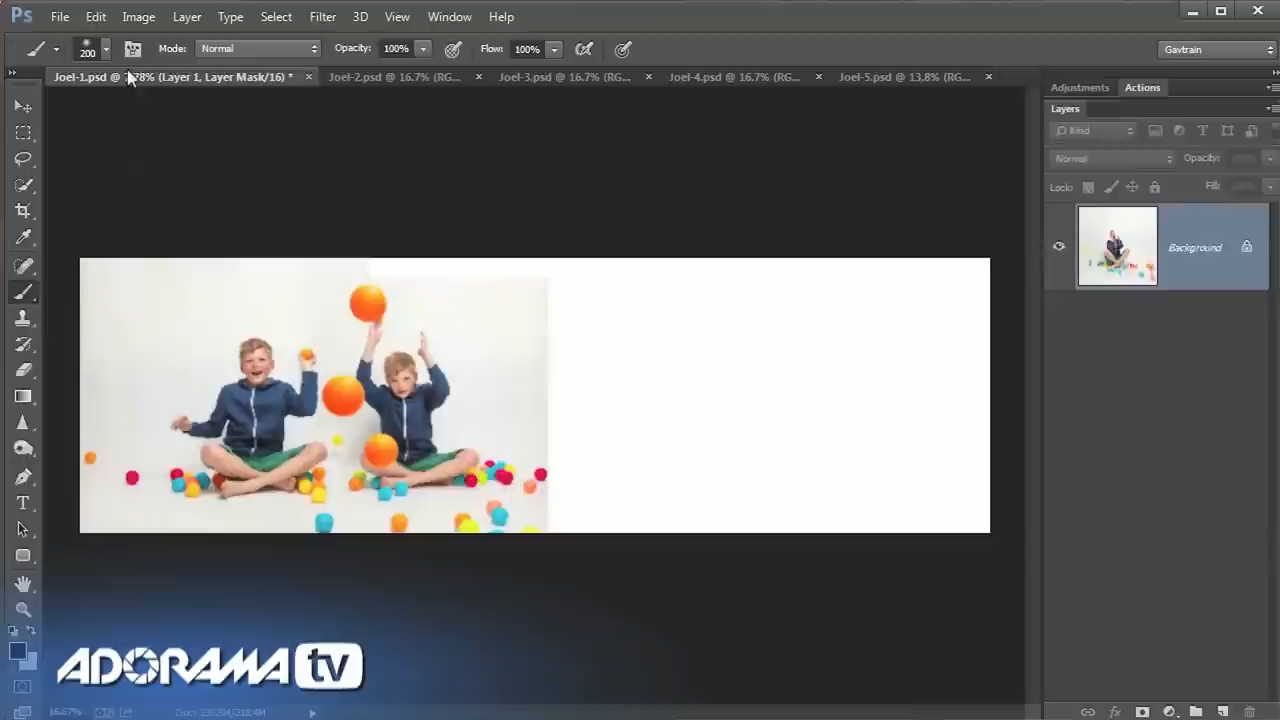 Ps File Edit Image Layer Type Select Filter 3D View Window Help
200 Mode: Normal Opacity: 100% Flow: 100% Gavtrain
Joel-1.psd @ 8% (Layer 1, Layer Mask/16) * × Joel-2.psd @ 16.7% (RG... × Joel-3.psd @ 16.7% (RG... × Joel-4.psd @ 16.7% (RG... × Joel-5.psd @ 13.8% (RG... ×
Adjustments Actions
Layers
Kind
Normal Opacity:
Lock: Fill:
Background
ADORAMA tv
16.67%